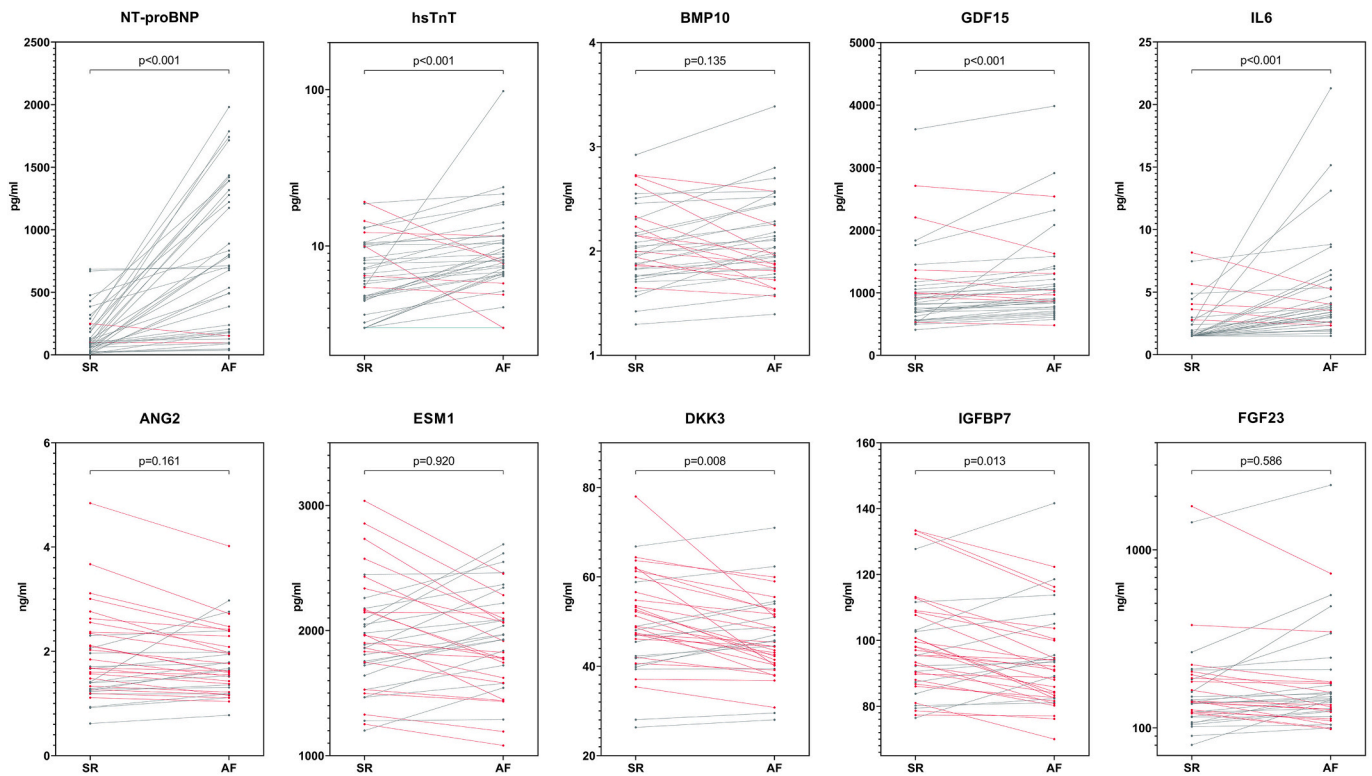 NT-proBNP
hsTnT
BMP10
GDF15
IL6
2500
2000
1500
1000
500
0
pg/ml
p<0.001
SR
AF
100
10
pg/ml
p<0.001
SR
AF
4
3
2
1
ng/ml
p=0.135
SR
AF
5000
4000
3000
2000
1000
0
pg/ml
p<0.001
SR
AF
25
20
15
10
5
0
pg/ml
p<0.001
SR
AF
ANG2
ESM1
DKK3
IGFBP7
FGF23
6
4
2
0
ng/ml
p=0.161
SR
AF
3000
2000
1000
pg/ml
p=0.920
SR
AF
80
60
40
20
ng/ml
p=0.008
SR
AF
160
140
120
100
80
ng/ml
p=0.013
SR
AF
1000
100
pg/ml
p=0.586
SR
AF